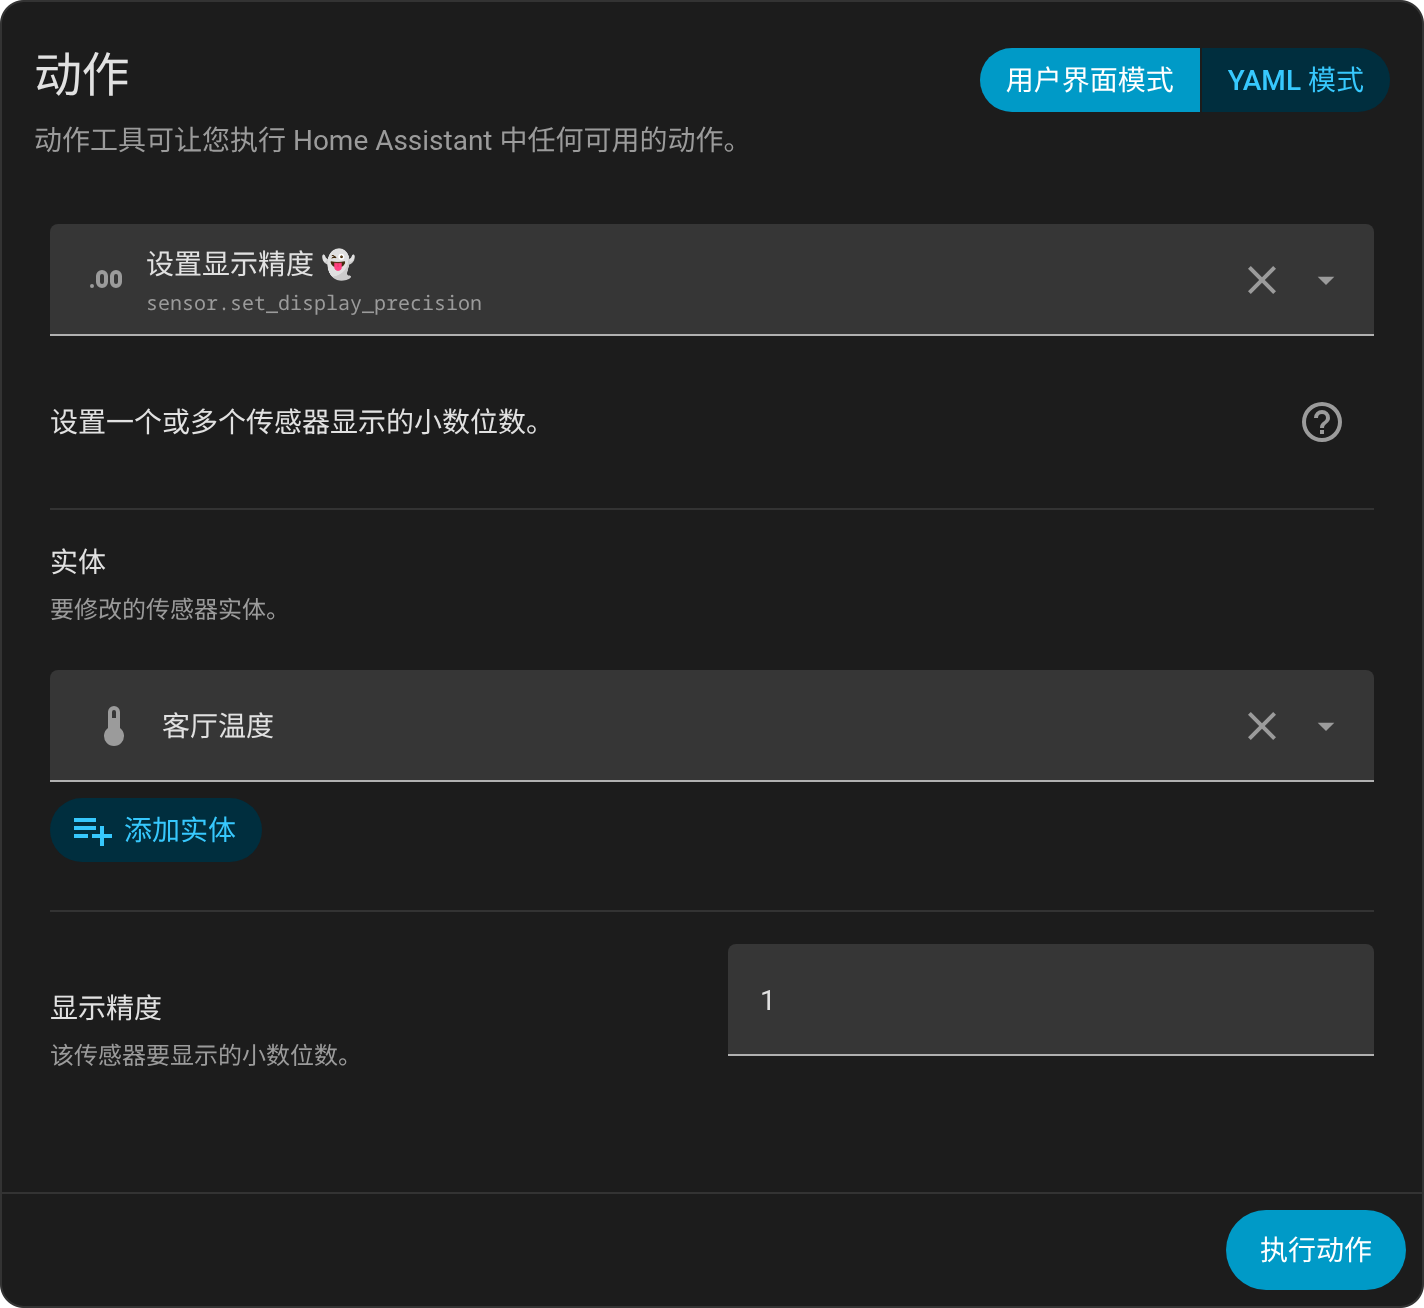 动作
用户界面模式
YAML 模式
动作工具可让您执行 Home Assistant 中任何可用的动作。
.00
设置显示精度 👻
sensor.set_display_precision
设置一个或多个传感器显示的小数位数。
实体
要修改的传感器实体。
客厅温度
添加实体
显示精度
1
该传感器要显示的小数位数。
执行动作